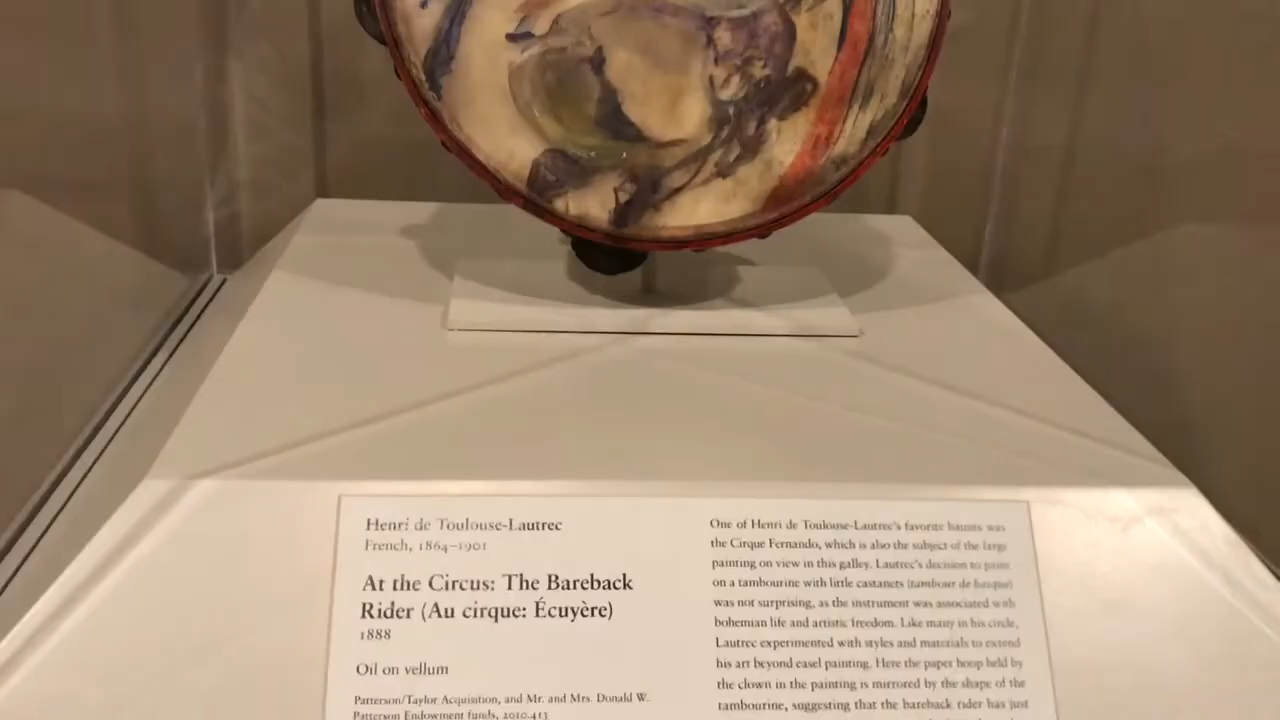 Henri de Toulouse-Lautrec
French, 1864–1901
At the Circus: The Bareback
Rider (Au cirque: Écuyère)
1888
Oil on vellum
Patterson/Taylor Acquisition, and Mr. and Mrs. Donald W.
Patterson Endowment funds, 2010.413
One of Henri de Toulouse-Lautrec's favorite haunts was
the Cirque Fernando, which is also the subject of the large
painting on view in this galley. Lautrec's decision to paint
on a tambourine with little castanets (tambour de basque)
was not surprising, as the instrument was associated with
bohemian life and artistic freedom. Like many in his circle,
Lautrec experimented with styles and materials to extend
his art beyond easel painting. Here the paper hoop held by
the clown in the painting is mirrored by the shape of the
tambourine, suggesting that the bareback rider has just